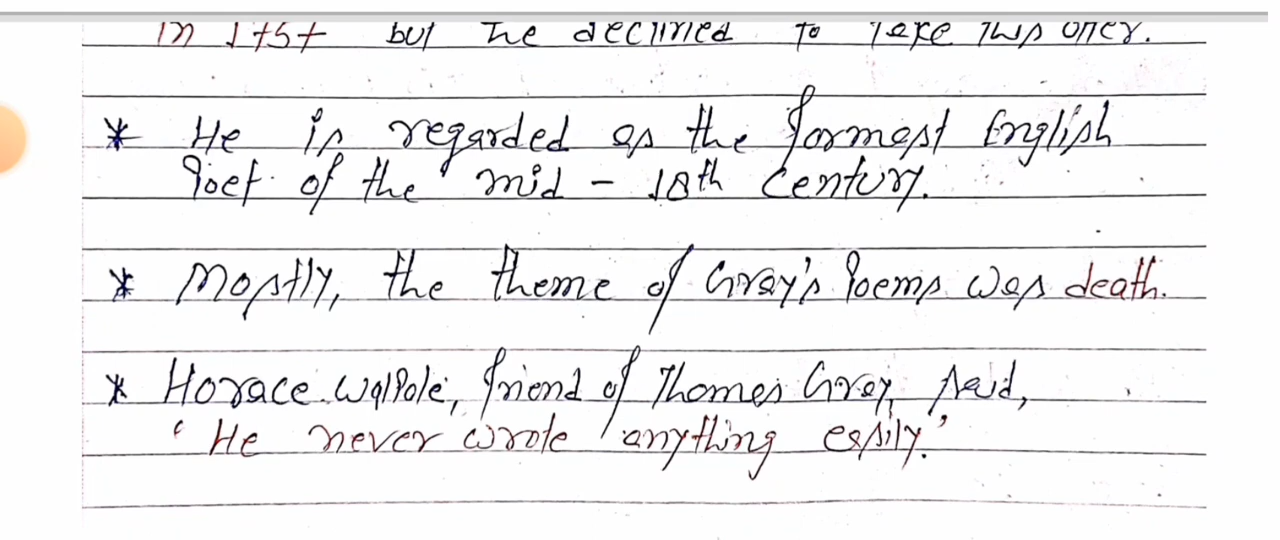 in 1757 but he declined to take this offer.
* He is regarded as the formest English
Poet of the mid - 18th Century.
* Mostly, the theme of Gray's Poems was death.
* Horace Walpole, friend of Thomas Gray, said,
'He never wrote anything easily.'